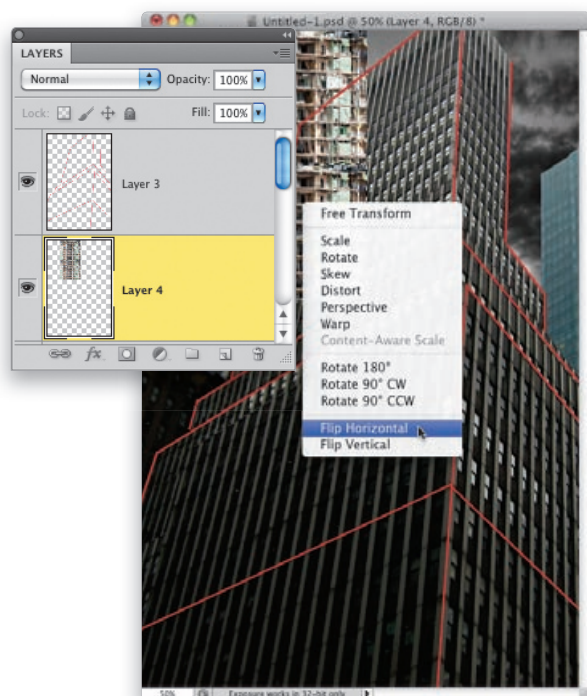 Untitled-1.psd @ 50% (Layer 4, RGB/8) *
LAYERS
Normal
Opacity: 100%
Lock:
Fill: 100%
Layer 3
Layer 4
fx
Free Transform
Scale
Rotate
Skew
Distort
Perspective
Warp
Content-Aware Scale
Rotate 180°
Rotate 90° CW
Rotate 90° CCW
Flip Horizontal
Flip Vertical
50%
Exposure works in 32-bit only